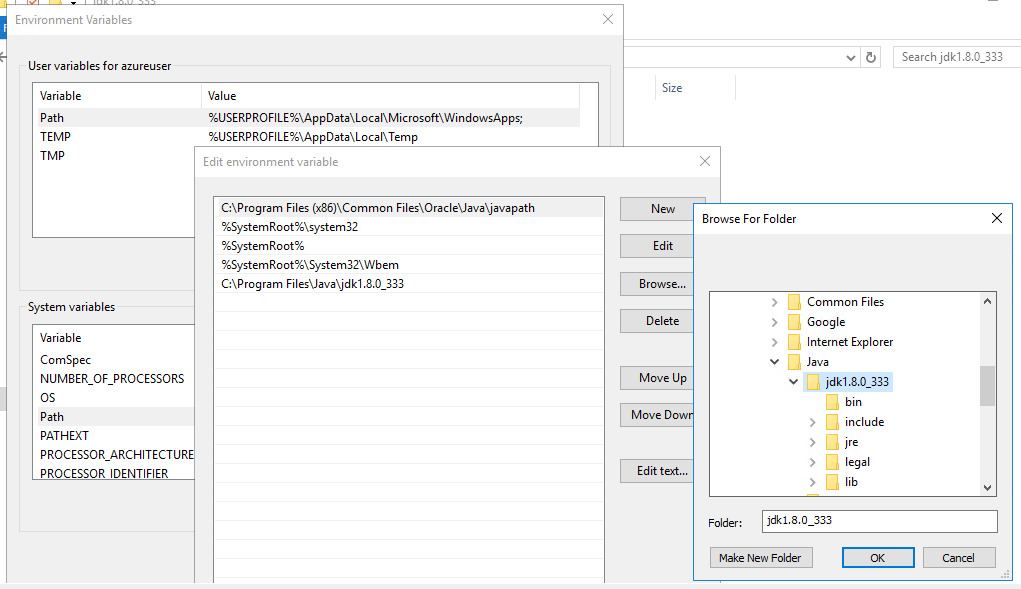 jdk1.8.0_333
Environment Variables
Search jdk1.8.0_333
Size
User variables for azureuser
Variable Value
Path %USERPROFILE%\AppData\Local\Microsoft\WindowsApps;
TEMP %USERPROFILE%\AppData\Local\Temp
TMP
Edit environment variable
C:\Program Files (x86)\Common Files\Oracle\Java\javapath
%SystemRoot%\system32
%SystemRoot%
%SystemRoot%\System32\Wbem
C:\Program Files\Java\jdk1.8.0_333
New
Edit
Browse...
Delete
Move Up
Move Down
Edit text...
System variables
Variable
ComSpec
NUMBER_OF_PROCESSORS
OS
Path
PATHEXT
PROCESSOR_ARCHITECTURE
PROCESSOR_IDENTIFIER
Browse For Folder
Common Files
Google
Internet Explorer
Java
jdk1.8.0_333
bin
include
jre
legal
lib
Folder: jdk1.8.0_333
Make New Folder OK Cancel